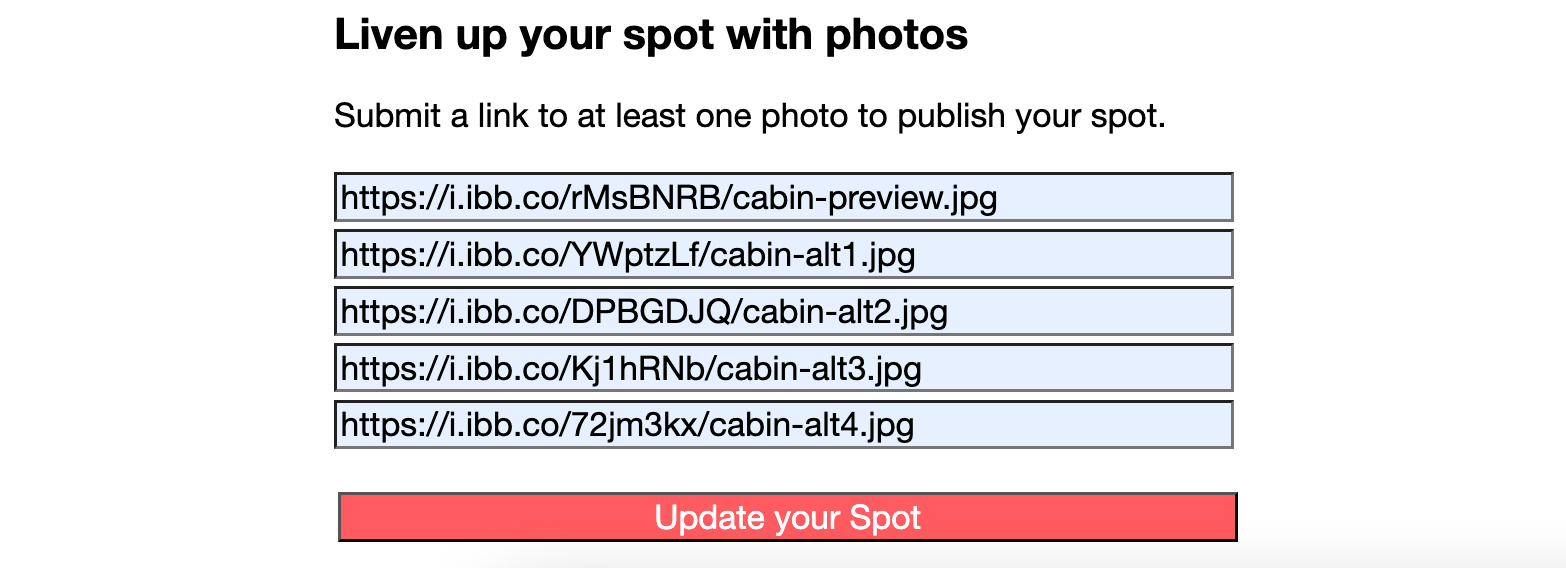 Liven up your spot with photos
Submit a link to at least one photo to publish your spot.
https://i.ibb.co/rMsBNRB/cabin-preview.jpg
https://i.ibb.co/YWptzLf/cabin-alt1.jpg
https://i.ibb.co/DPBGDJQ/cabin-alt2.jpg
https://i.ibb.co/Kj1hRNb/cabin-alt3.jpg
https://i.ibb.co/72jm3kx/cabin-alt4.jpg
Update your Spot